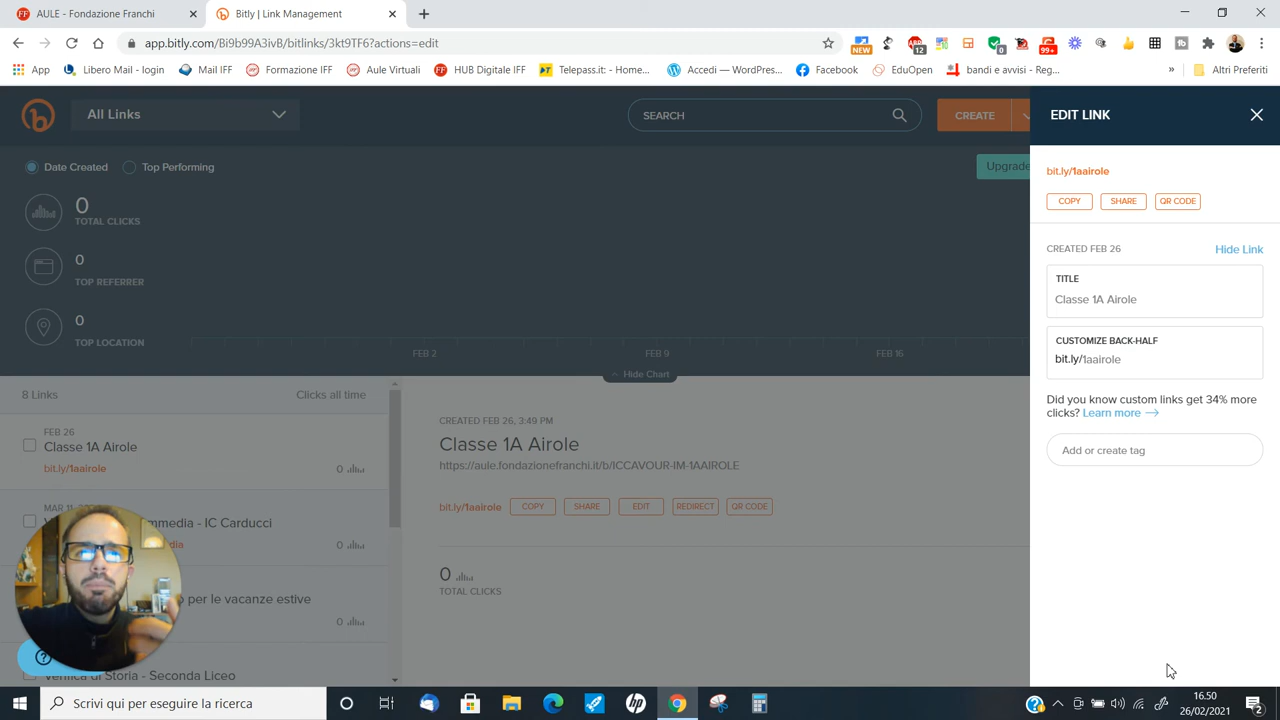 AULE - Fondazione Franchi
Bitly | Link Management
app.bitly.com/Bi9b99A3ivB/bitlinks/3kt9TF6?actions=edit
NEW
12
0
99+
App
Libero Mail - login
Mail IFF
Formazione IFF
Aule Virtuali
HUB Digitale IFF
Telepass.it: - Home...
Accedi — WordPres...
Facebook
EduOpen
bandi e avvisi - Reg...
»
Altri Preferiti
All Links
SEARCH
CREATE
EDIT LINK
Date Created
Top Performing
Upgrade
bit.ly/1aairole
COPY
SHARE
QR CODE
0
TOTAL CLICKS
0
TOP REFERRER
0
TOP LOCATION
FEB 2
FEB 9
FEB 16
Hide Chart
CREATED FEB 26
Hide Link
TITLE
Classe 1A Airole
CUSTOMIZE BACK-HALF
bit.ly/1aairole
Did you know custom links get 34% more
clicks? Learn more →
Add or create tag
8 Links
Clicks all time
FEB 26
Classe 1A Airole
bit.ly/1aairole
0
MAR 11,
mmedia - IC Carducci
dia
0
o per le vacanze estive
0
Verifica di Storia - Seconda Liceo
CREATED FEB 26, 3:49 PM
Classe 1A Airole
https://aule.fondazionefranchi.it/b/ICCAVOUR-IM-1AAIROLE
bit.ly/1aairole
COPY
SHARE
EDIT
REDIRECT
QR CODE
0
TOTAL CLICKS
Scrivi qui per eseguire la ricerca
hp
16.50
26/02/2021
2